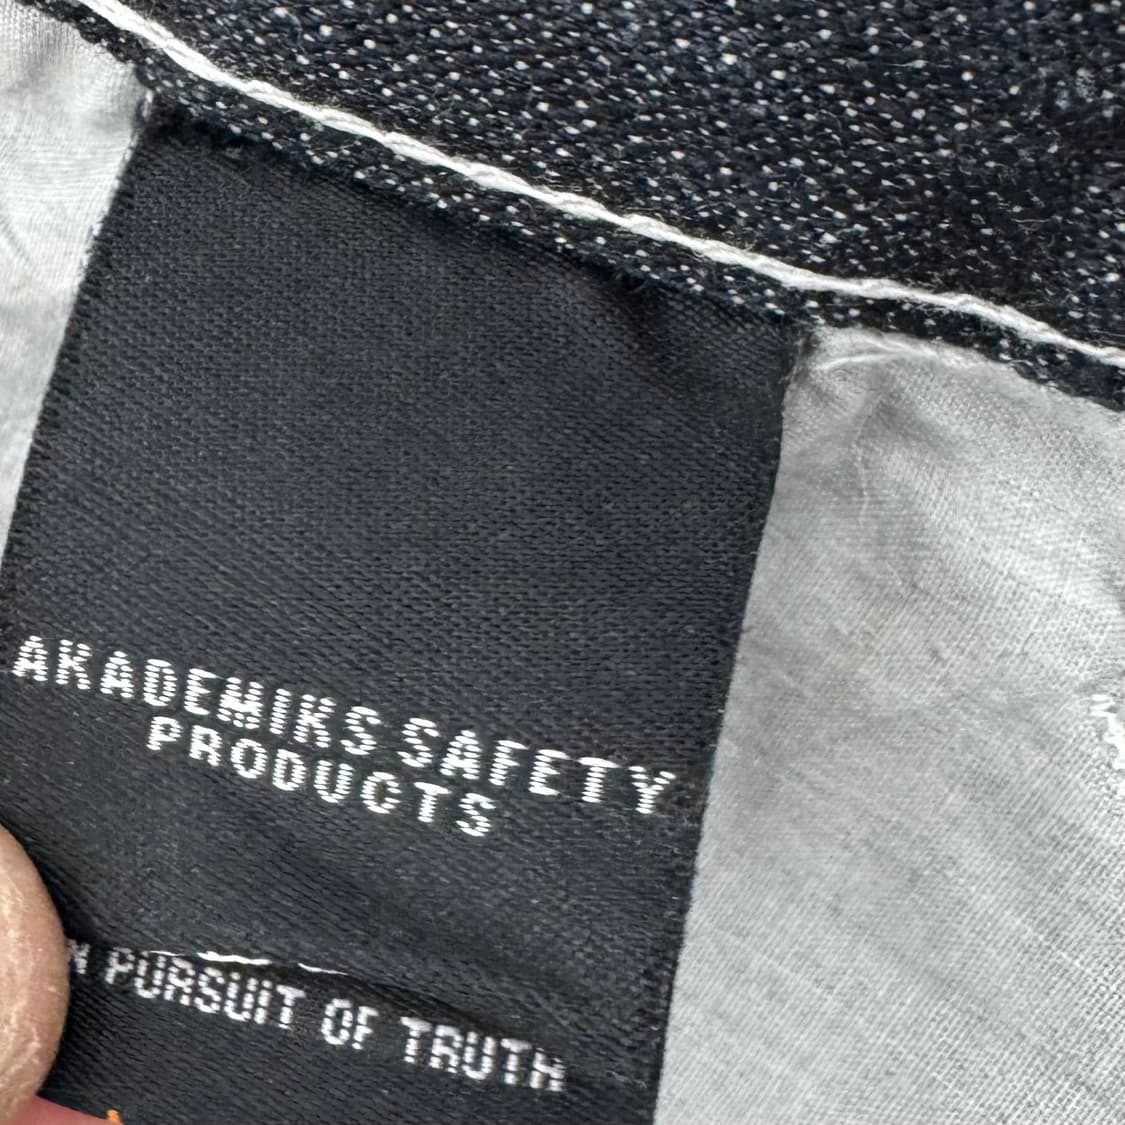 AKADEMIKS SAFETY
PRODUCTS
PURSUIT OF TRUTH